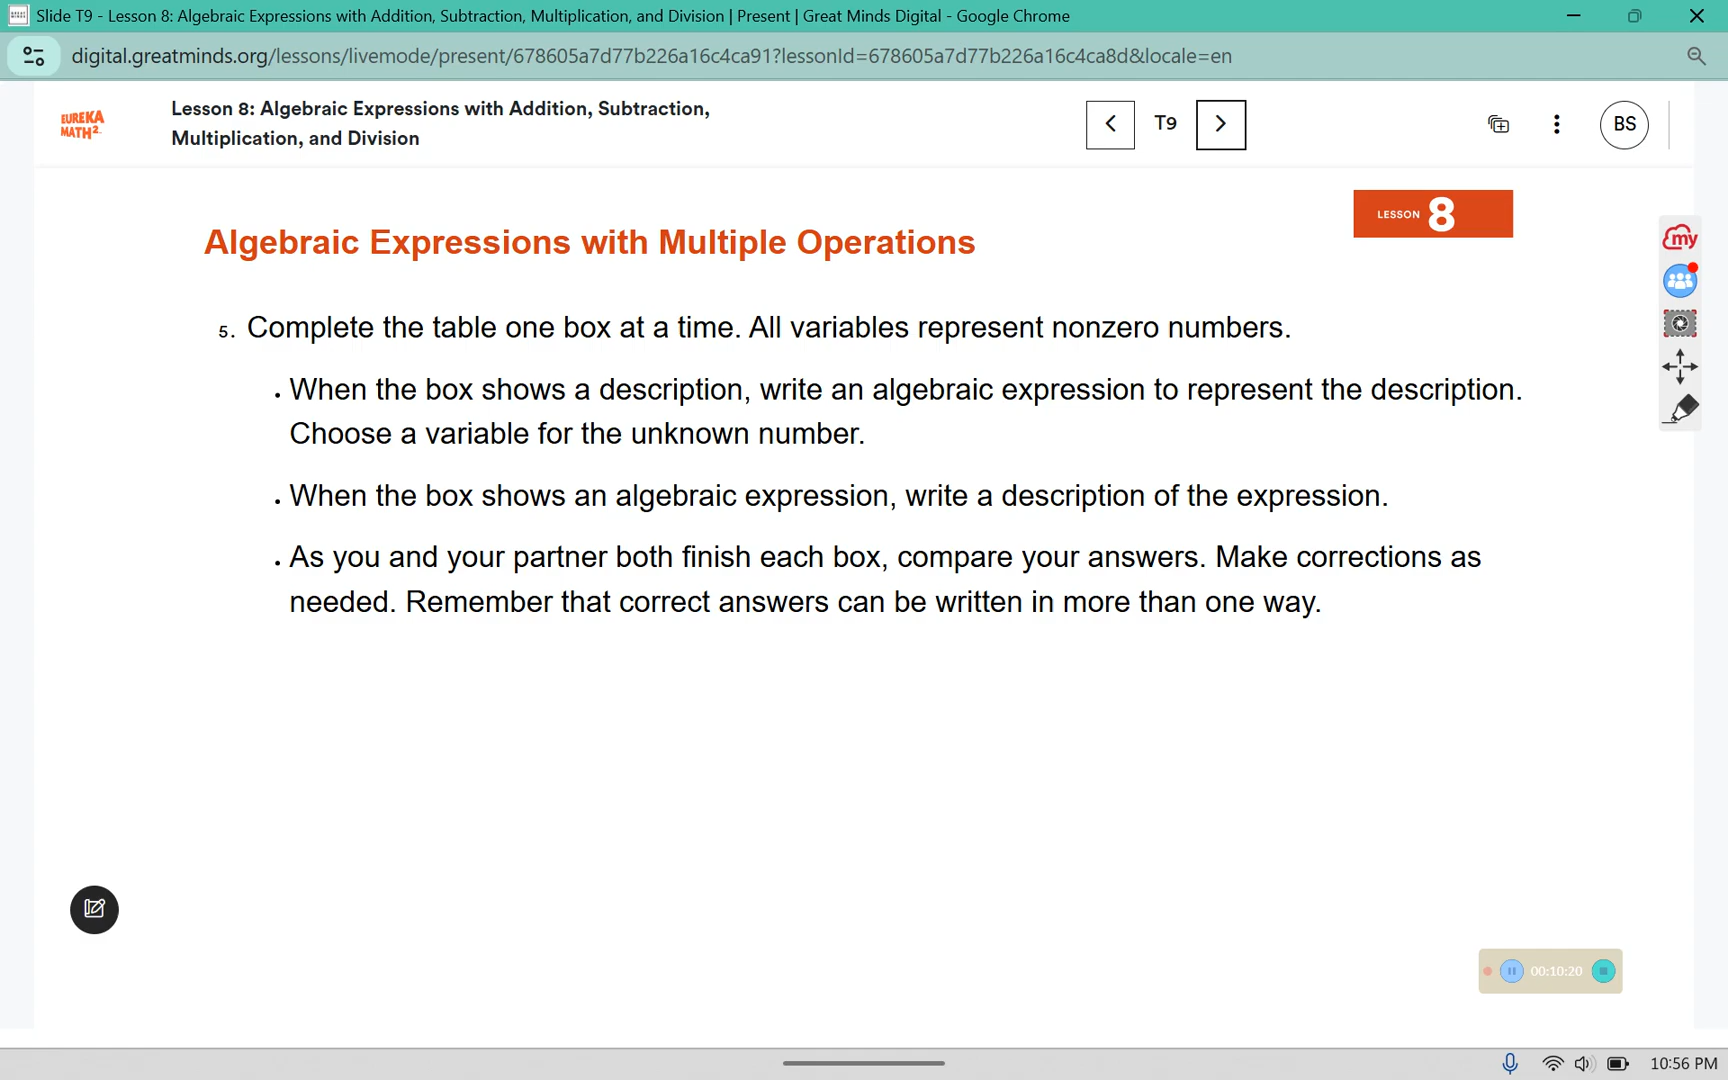 Slide T9 - Lesson 8: Algebraic Expressions with Addition, Subtraction, Multiplication, and Division | Present | Great Minds Digital - Google Chrome
digital.greatminds.org/lessons/livemode/present/678605a7d77b226a16c4ca91?lessonId=678605a7d77b226a16c4ca8d&locale=en
EUREKA
MATH²
Lesson 8: Algebraic Expressions with Addition, Subtraction,
Multiplication, and Division
T9
BS
LESSON 8
Algebraic Expressions with Multiple Operations
my
5. Complete the table one box at a time. All variables represent nonzero numbers.
• When the box shows a description, write an algebraic expression to represent the description.
Choose a variable for the unknown number.
• When the box shows an algebraic expression, write a description of the expression.
• As you and your partner both finish each box, compare your answers. Make corrections as
needed. Remember that correct answers can be written in more than one way.
00:10:20
10:56 PM